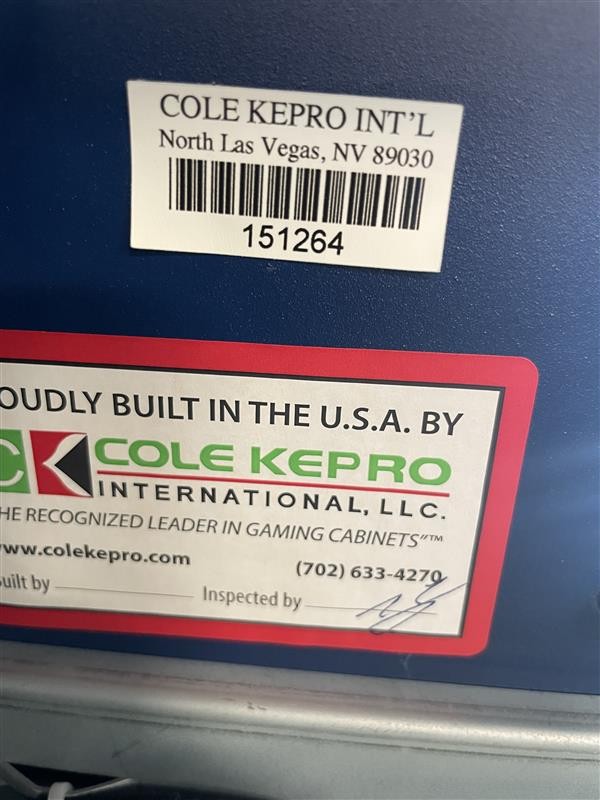 COLE KEPRO INT'L
North Las Vegas, NV 89030
151264
OUDLY BUILT IN THE U.S.A. BY
C K COLE KEPRO
INTERNATIONAL, LLC.
HE RECOGNIZED LEADER IN GAMING CABINETS"™
www.colekepro.com
(702) 633-4270
uilt by
Inspected by